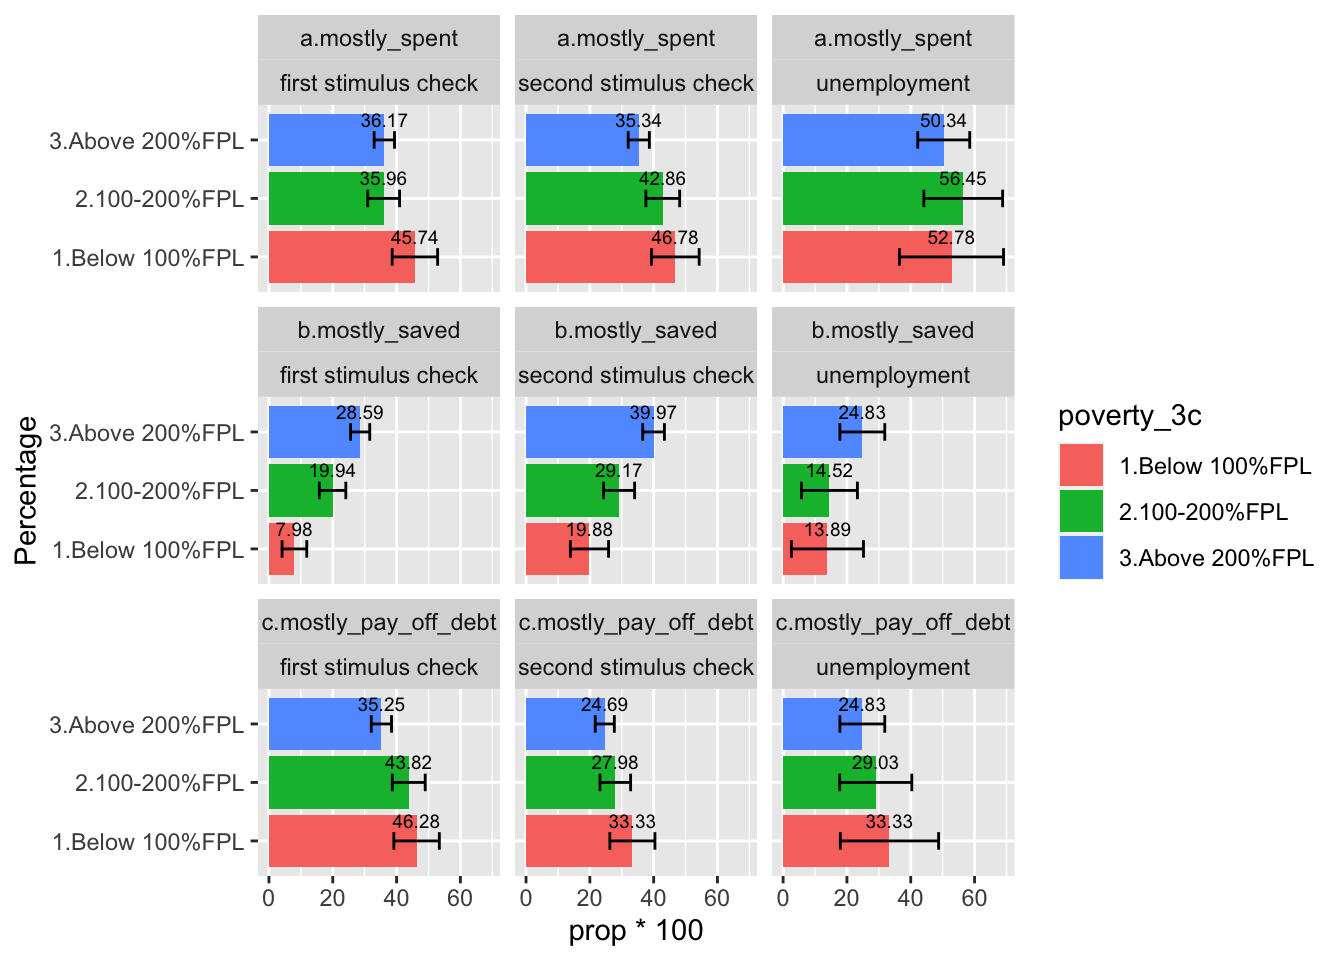 a.mostly_spent
a.mostly_spent
a.mostly_spent
first stimulus check
second stimulus check
unemployment
3.Above 200%FPL
36.17
35.34
50.34
2.100-200%FPL
35.96
42.86
56.45
1.Below 100%FPL
45.74
46.78
52.78
b.mostly_saved
b.mostly_saved
b.mostly_saved
first stimulus check
second stimulus check
unemployment
3.Above 200%FPL
28.59
39.97
24.83
2.100-200%FPL
19.94
29.17
14.52
1.Below 100%FPL
7.98
19.88
13.89
c.mostly_pay_off_debt
c.mostly_pay_off_debt
c.mostly_pay_off_debt
first stimulus check
second stimulus check
unemployment
3.Above 200%FPL
35.25
24.69
24.83
2.100-200%FPL
43.82
27.98
29.03
1.Below 100%FPL
46.28
33.33
33.33
0 20 40 60
0 20 40 60
0 20 40 60
prop * 100
Percentage
poverty_3c
1.Below 100%FPL
2.100-200%FPL
3.Above 200%FPL